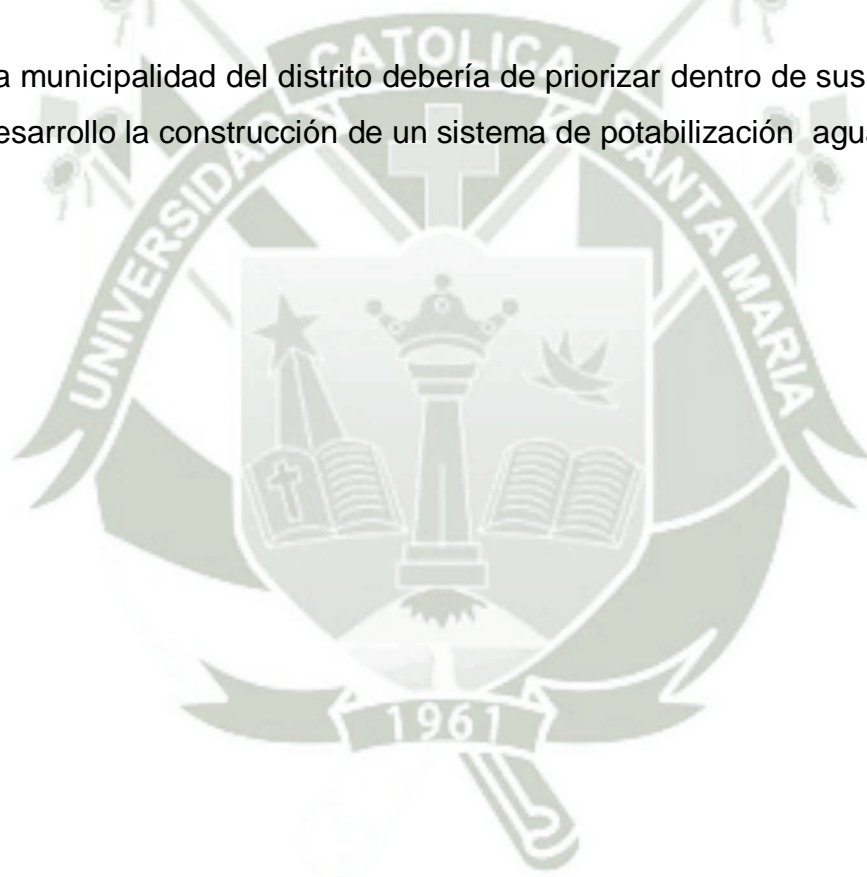 a municipalidad del distrito debería de priorizar dentro de sus
esarrollo la construcción de un sistema de potabilización  agua
UNIVERSIDAD CATOLICA SANTA MARIA
1961